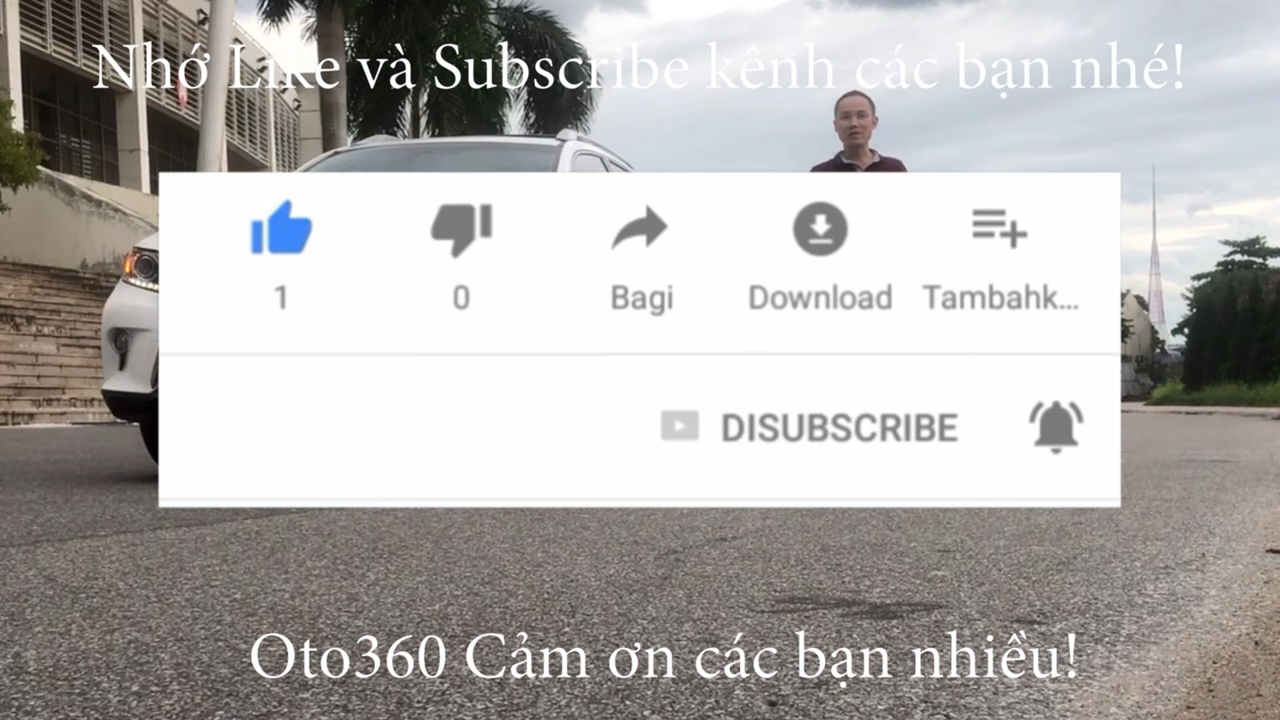 Nhớ Like và Subscribe kênh các bạn nhé!
1 0 Bagi Download Tambahk...
DISUBSCRIBE
Oto360 Cảm ơn các bạn nhiều!